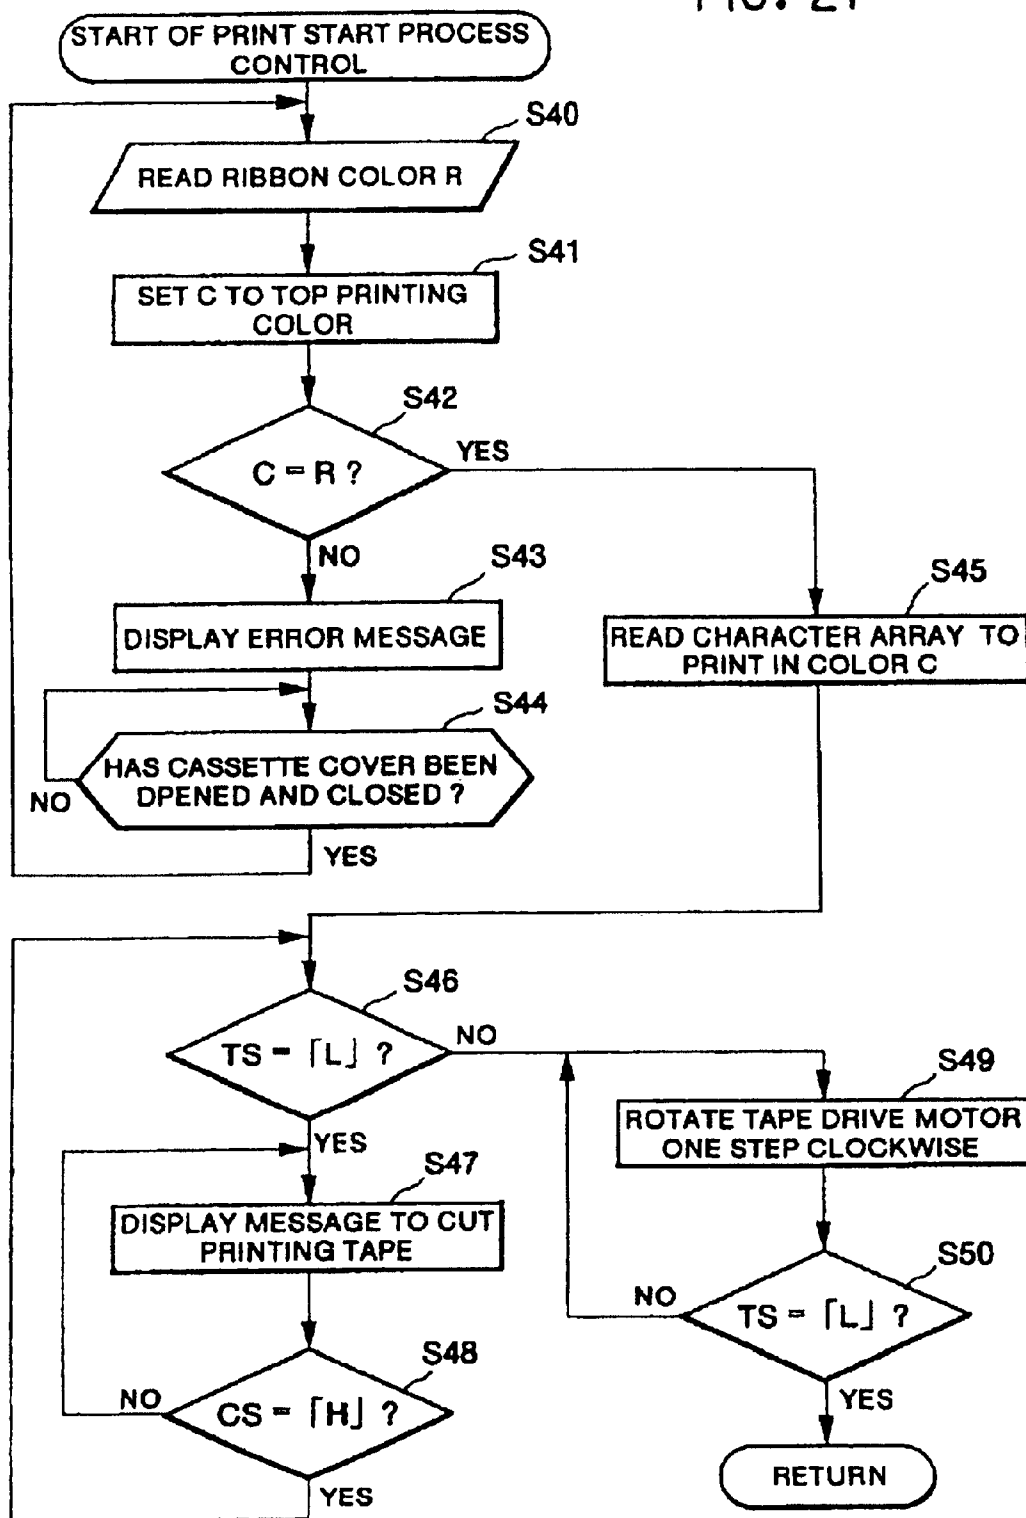 FIG. 21
START OF PRINT START PROCESS
CONTROL
S40
READ RIBBON COLOR R
S41
SET C TO TOP PRINTING
COLOR
S42
C = R ?
YES
NO
S43
DISPLAY ERROR MESSAGE
S44
HAS CASSETTE COVER BEEN
DPENED AND CLOSED ?
NO
YES
S45
READ CHARACTER ARRAY TO
PRINT IN COLOR C
S46
TS = ⌈L⌋ ?
NO
YES
S47
DISPLAY MESSAGE TO CUT
PRINTING TAPE
S48
CS = ⌈H⌋ ?
NO
YES
S49
ROTATE TAPE DRIVE MOTOR
ONE STEP CLOCKWISE
S50
TS = ⌈L⌋ ?
NO
YES
RETURN